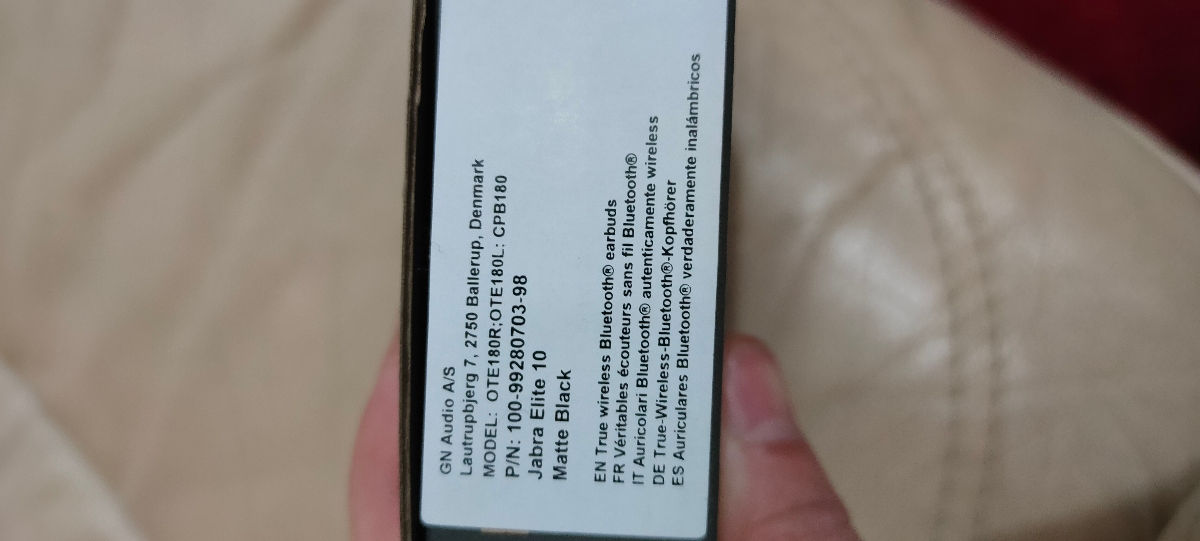 GN Audio A/S
Lautrupbjerg 7, 2750 Ballerup, Denmark
MODEL: OTE180R;OTE180L; CPB180
P/N: 100-99280703-98
Jabra Elite 10
Matte Black
EN True wireless Bluetooth® earbuds
FR Véritables écouteurs sans fil Bluetooth®
IT Auricolari Bluetooth® autenticamente wireless
DE True-Wireless-Bluetooth®-Kopfhörer
ES Auriculares Bluetooth® verdaderamente inalámbricos